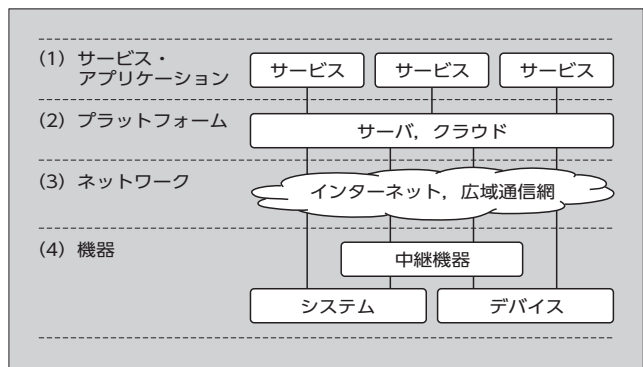 (1) サービス・
アプリケーション
サービス サービス サービス
(2) プラットフォーム
サーバ，クラウド
(3) ネットワーク
インターネット，広域通信網
(4) 機器
中継機器
システム デバイス